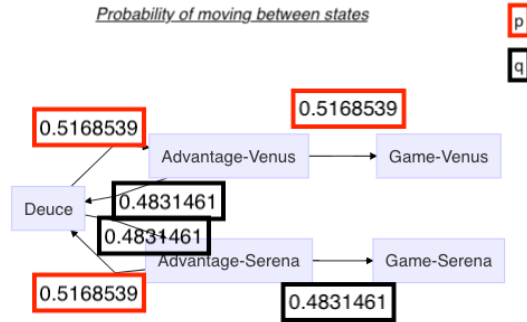 Probability of moving between states
p
q
0.5168539
0.5168539
Advantage-Venus
Game-Venus
0.4831461
Deuce
0.4831461
Advantage-Serena
Game-Serena
0.5168539
0.4831461